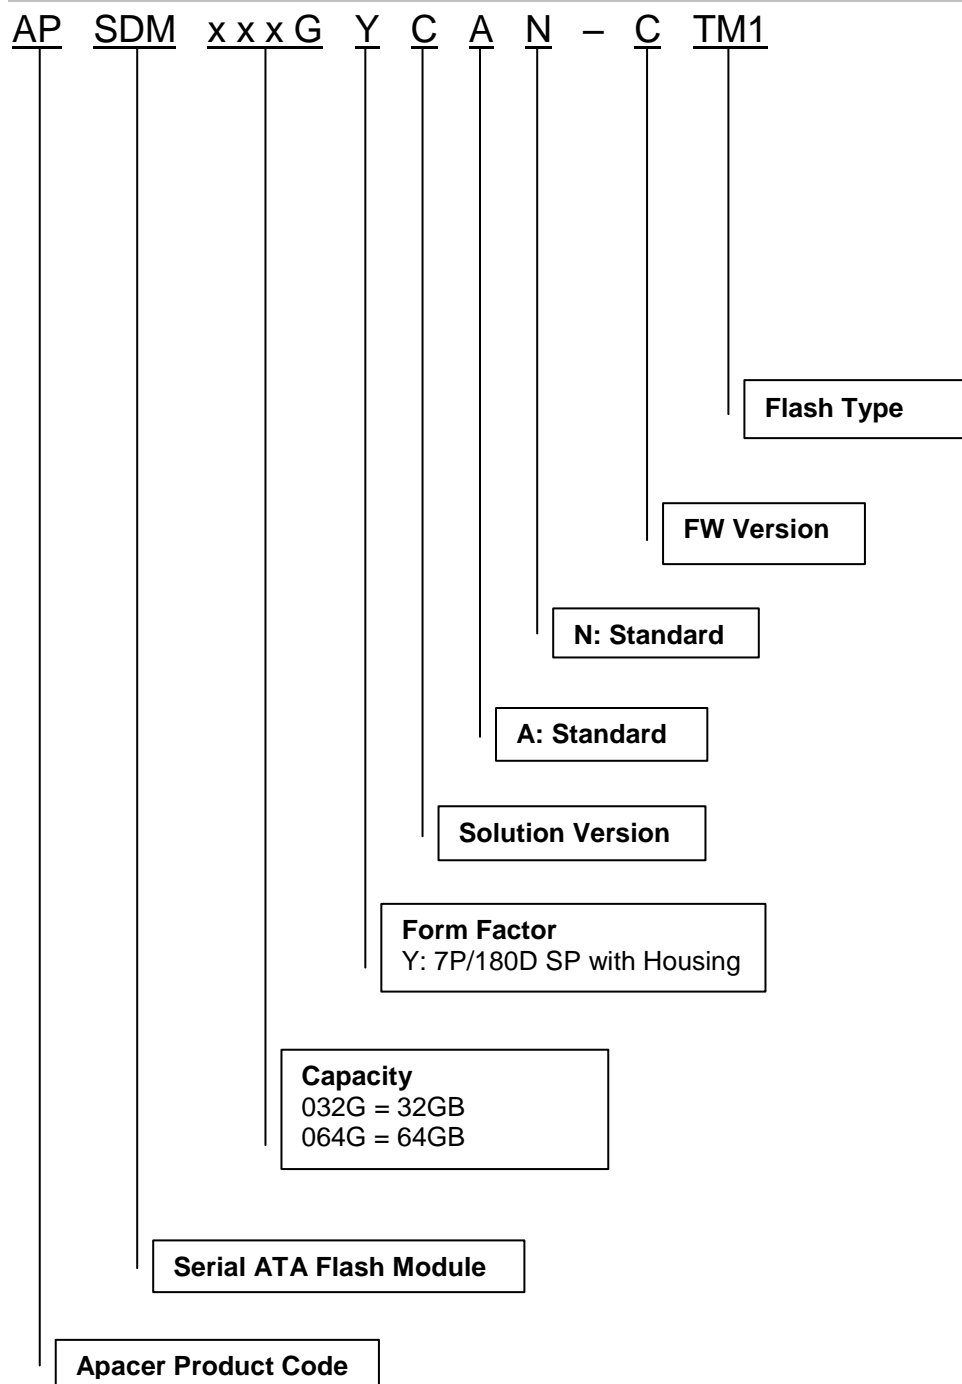 AP SDM x x x G Y C A N – C TM1
Flash Type
FW Version
N: Standard
A: Standard
Solution Version
Form Factor
Y: 7P/180D SP with Housing
Capacity
032G = 32GB
064G = 64GB
Serial ATA Flash Module
Apacer Product Code